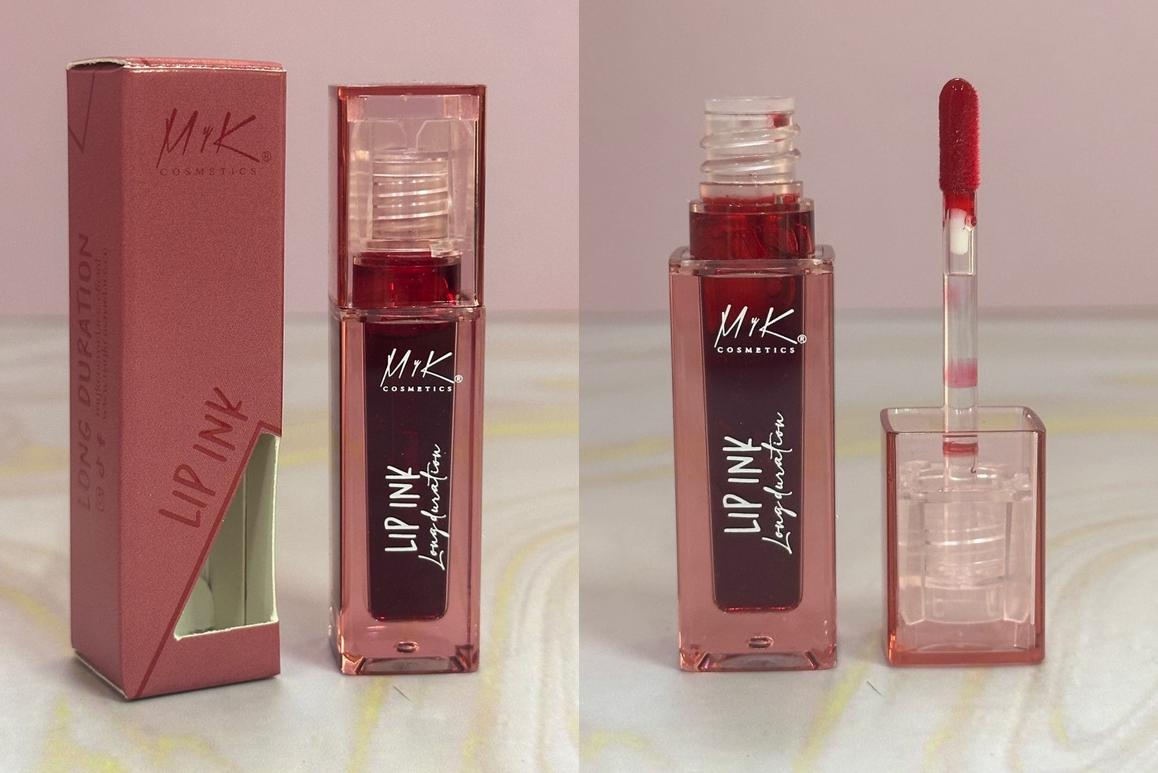 MyK®
COSMETICS
LONG DURATION
LIP INK
MyK®
COSMETICS
LIP INK
Long duration
MyK®
COSMETICS
LIP INK
Long duration